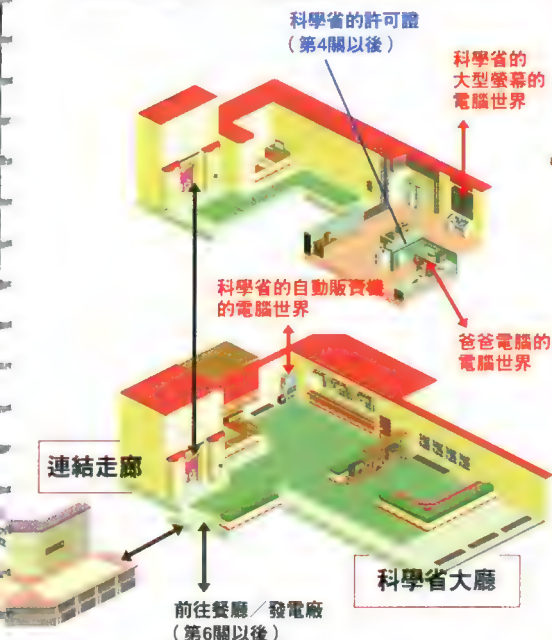 科學省的許可證
（第4關以後）
科學省的
大型螢幕的
電腦世界
科學省的自動販賣機
的電腦世界
爸爸電腦的
電腦世界
連結走廊
科學省大廳
前往餐廳／發電廠
（第6關以後）